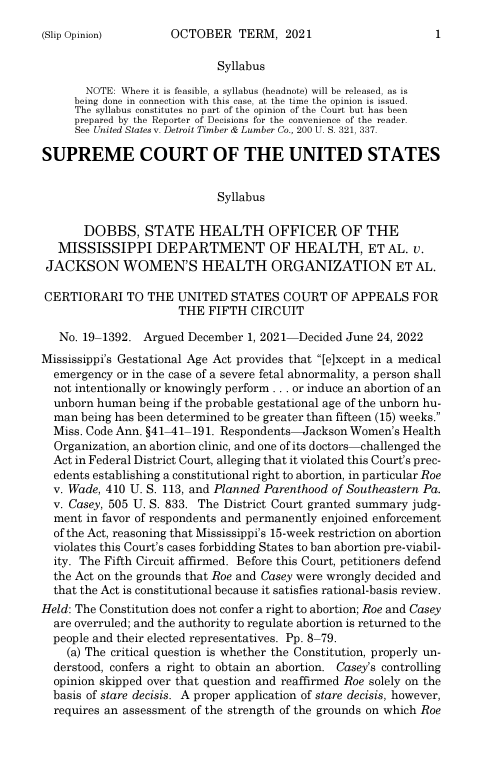 (Slip Opinion) OCTOBER TERM, 2021 1
Syllabus
NOTE: Where it is feasible, a syllabus (headnote) will be released, as is
being done in connection with this case, at the time the opinion is issued.
The syllabus constitutes no part of the opinion of the Court but has been
prepared by the Reporter of Decisions for the convenience of the reader.
See United States v. Detroit Timber & Lumber Co., 200 U. S. 321, 337.
SUPREME COURT OF THE UNITED STATES
Syllabus
DOBBS, STATE HEALTH OFFICER OF THE
MISSISSIPPI DEPARTMENT OF HEALTH, ET AL. v.
JACKSON WOMEN’S HEALTH ORGANIZATION ET AL.
CERTIORARI TO THE UNITED STATES COURT OF APPEALS FOR
THE FIFTH CIRCUIT
No. 19–1392. Argued December 1, 2021—Decided June 24, 2022
Mississippi’s Gestational Age Act provides that “[e]xcept in a medical
emergency or in the case of a severe fetal abnormality, a person shall
not intentionally or knowingly perform . . . or induce an abortion of an
unborn human being if the probable gestational age of the unborn hu-
man being has been determined to be greater than fifteen (15) weeks.”
Miss. Code Ann. §41–41–191. Respondents—Jackson Women’s Health
Organization, an abortion clinic, and one of its doctors—challenged the
Act in Federal District Court, alleging that it violated this Court’s prec-
edents establishing a constitutional right to abortion, in particular Roe
v. Wade, 410 U. S. 113, and Planned Parenthood of Southeastern Pa.
v. Casey, 505 U. S. 833. The District Court granted summary judg-
ment in favor of respondents and permanently enjoined enforcement
of the Act, reasoning that Mississippi’s 15-week restriction on abortion
violates this Court’s cases forbidding States to ban abortion pre-viabil-
ity. The Fifth Circuit affirmed. Before this Court, petitioners defend
the Act on the grounds that Roe and Casey were wrongly decided and
that the Act is constitutional because it satisfies rational-basis review.
Held: The Constitution does not confer a right to abortion; Roe and Casey
are overruled; and the authority to regulate abortion is returned to the
people and their elected representatives. Pp. 8–79.
(a) The critical question is whether the Constitution, properly un-
derstood, confers a right to obtain an abortion. Casey’s controlling
opinion skipped over that question and reaffirmed Roe solely on the
basis of stare decisis. A proper application of stare decisis, however,
requires an assessment of the strength of the grounds on which Roe